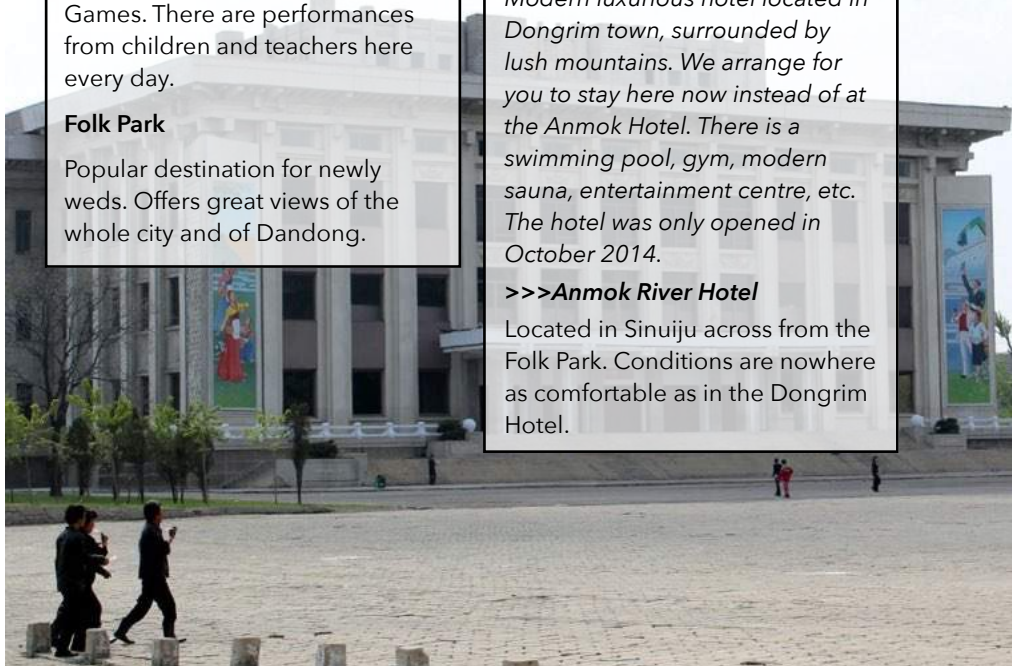 Games. There are performances
from children and teachers here
every day.
Folk Park
Popular destination for newly
weds. Offers great views of the
whole city and of Dandong.
Modern luxurious hotel located in
Dongrim town, surrounded by
lush mountains. We arrange for
you to stay here now instead of at
the Anmok Hotel. There is a
swimming pool, gym, modern
sauna, entertainment centre, etc.
The hotel was only opened in
October 2014.
>>>Anmok River Hotel
Located in Sinuiju across from the
Folk Park. Conditions are nowhere
as comfortable as in the Dongrim
Hotel.